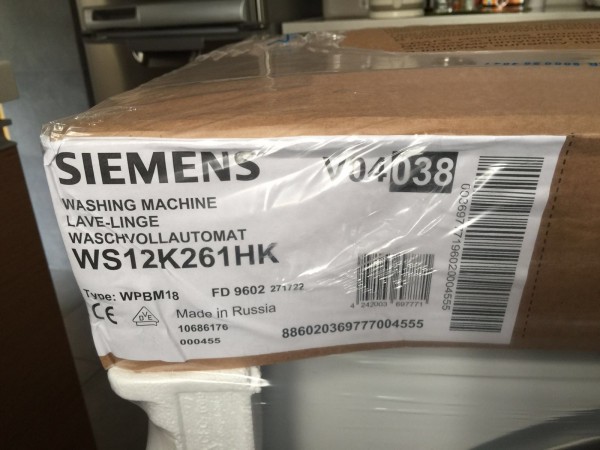 SIEMENS V04038
WASHING MACHINE
LAVE-LINGE
WASCHVOLLAUTOMAT
WS12K261HK
Type: WPBM18 FD 9602 271722
CE VDE Made in Russia
10686176
000455
886020369777004555